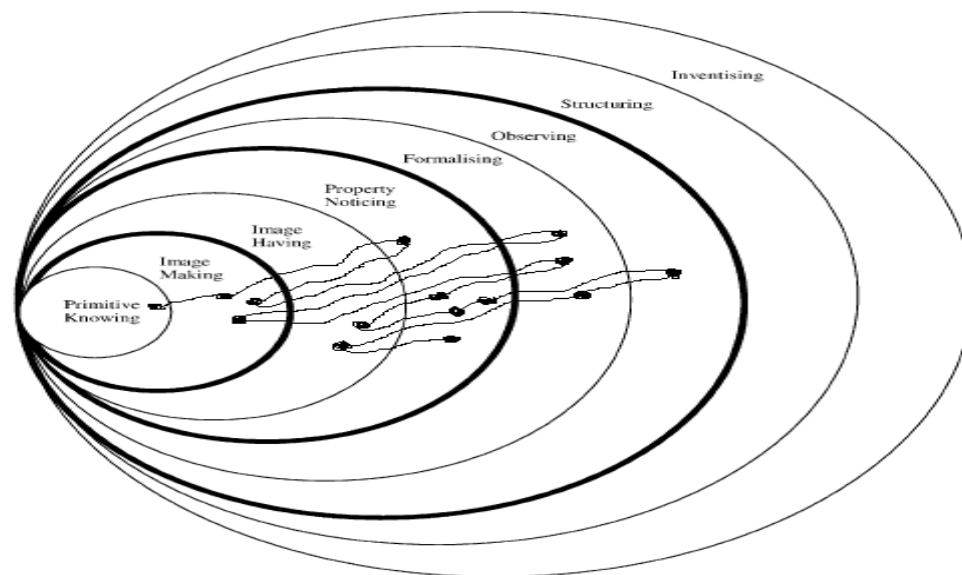 Inventising
Structuring
Observing
Formalising
Property
Noticing
Image
Having
Image
Making
Primitive
Knowing